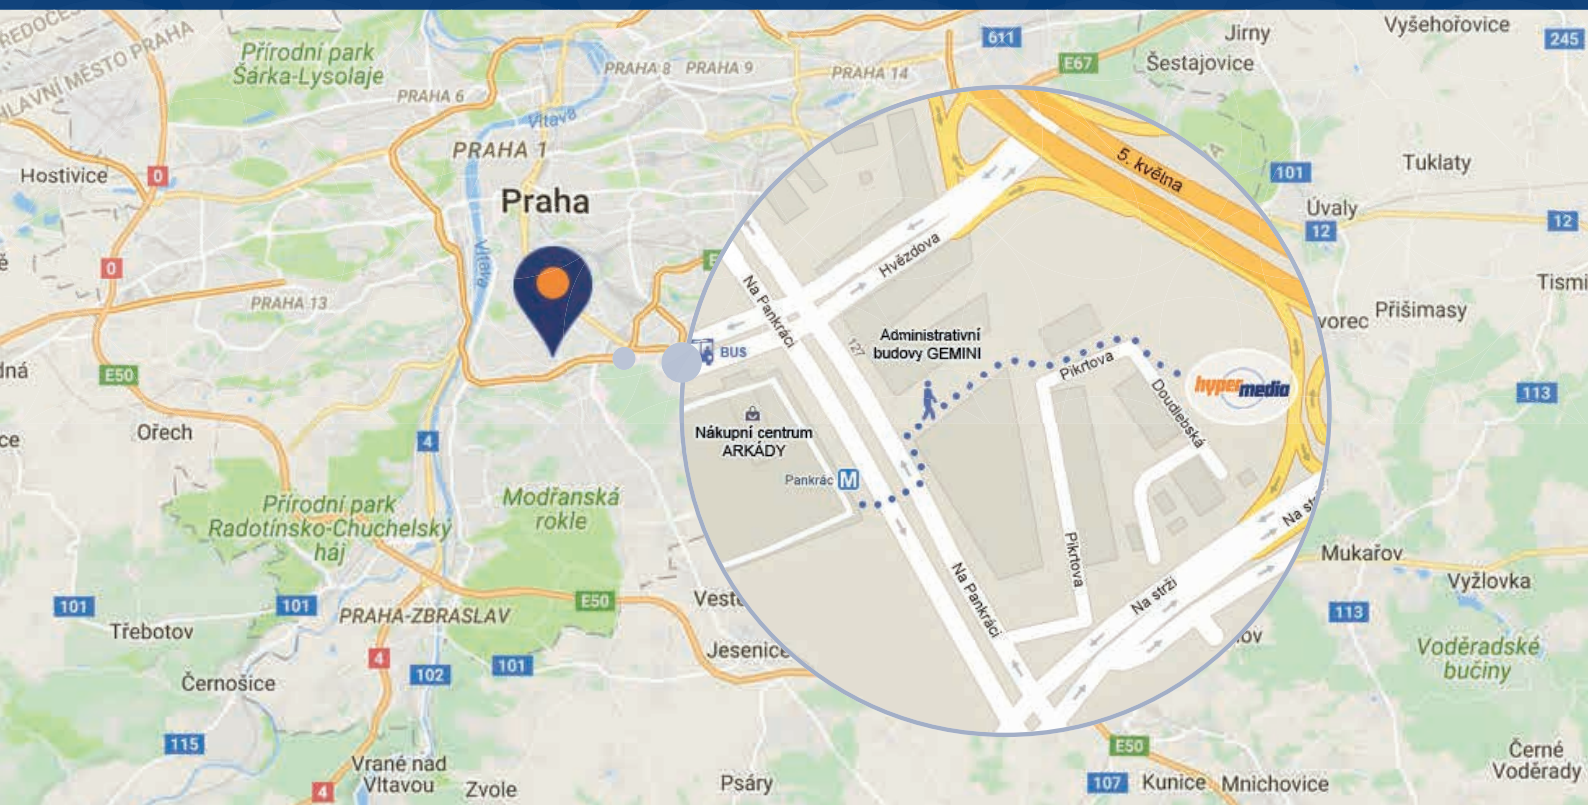 HLAVNÍ MĚSTO PRAHA
Přírodní park
Šárka-Lysolaje
PRAHA 6
PRAHA 8
PRAHA 9
PRAHA 14
611
E67
Jirny
Šestajovice
Vyšehořovice
245
Vltava
PRAHA 1
Praha
Hostivice
0
0
PRAHA 13
Vltava
E50
Ořech
4
101
Úvaly
12
Tuklaty
12
Přišimasy
113
5. května
Hvězdova
Na Pankráci
127
BUS
Administrativní
budovy GEMINI
Pikrtova
Doudlebská
hypermedia
Nákupní centrum
ARKÁDY
Pankrác M
Pikrtova
Na Pankráci
Na strži
Přírodní park
Radotínsko-Chuchelský
háj
Modřanská
rokle
101
101
PRAHA-ZBRASLAV
E50
Třebotov
4
102
101
Jesenice
Černošice
115
Vrané nad
Vltavou
4
Zvole
Psáry
Mukařov
Vyžlovka
113
Voděradské
bučiny
E50
107
Kunice
Mnichovice
Černé
Voděrady